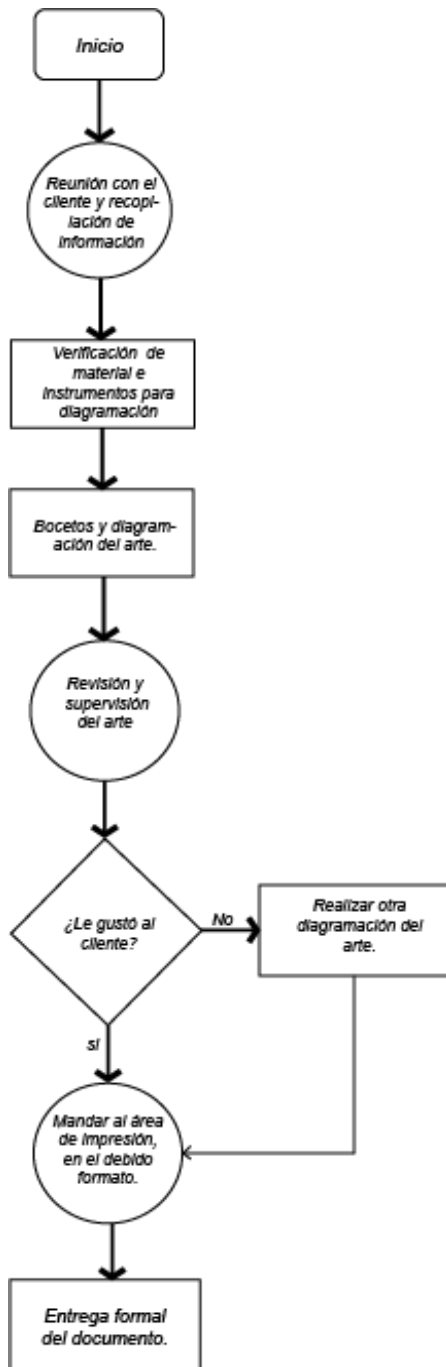 Inicio
Reunión con el
cliente y recopi-
lación de
información
Verificación de
material e
instrumentos para
diagramación
Bocetos y diagram-
ación del arte.
Revisión y
supervisión
del arte
¿Le gustó al
cliente?
No
Realizar otra
diagramación del
arte.
si
Mandar al área
de impresión,
en el debido
formato.
Entrega formal
del documento.